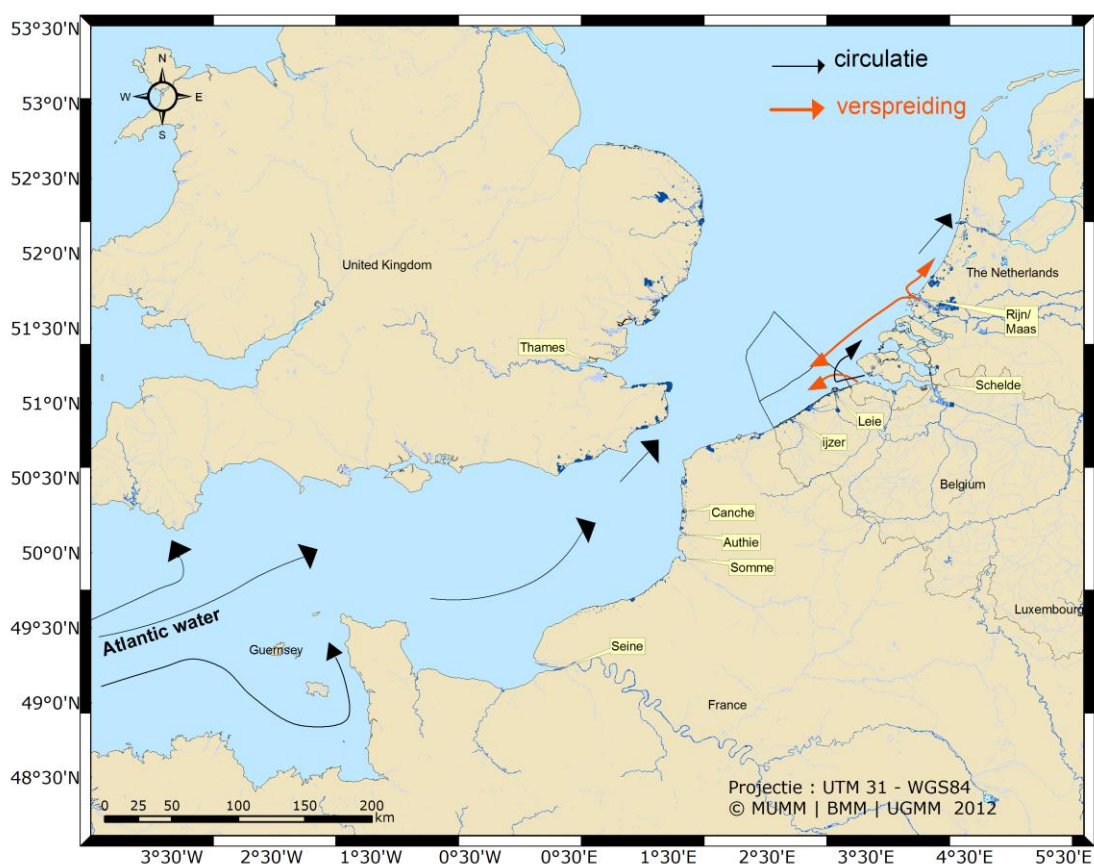 53°30'N
53°0'N
52°30'N
52°0'N
51°30'N
51°0'N
50°30'N
50°0'N
49°30'N
49°0'N
48°30'N
N
W
E
S
circulatie
verspreiding
United Kingdom
The Netherlands
Rijn/
Maas
Thames
Schelde
Leie
ijzer
Belgium
Canche
Authie
Somme
Luxembourg
Atlantic water
Guernsey
Seine
France
Projectie : UTM 31 - WGS84
© MUMM | BMM | UGMM 2012
0 25 50 100 150 200
km
3°30'W 2°30'W 1°30'W 0°30'W 0°30'E 1°30'E 2°30'E 3°30'E 4°30'E 5°30'E